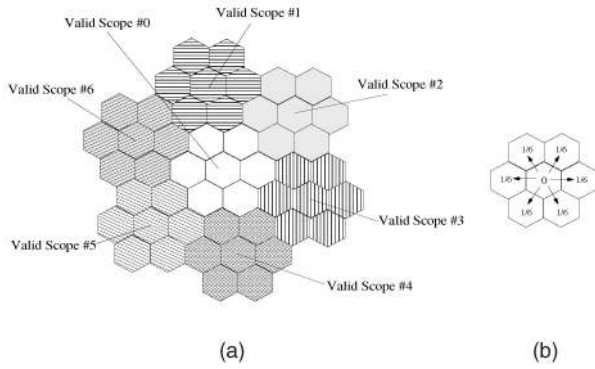 Valid Scope #0
Valid Scope #1
Valid Scope #2
Valid Scope #6
Valid Scope #3
Valid Scope #5
Valid Scope #4
1/6 1/6
1/6 0 1/6
1/6 1/6
(a) (b)